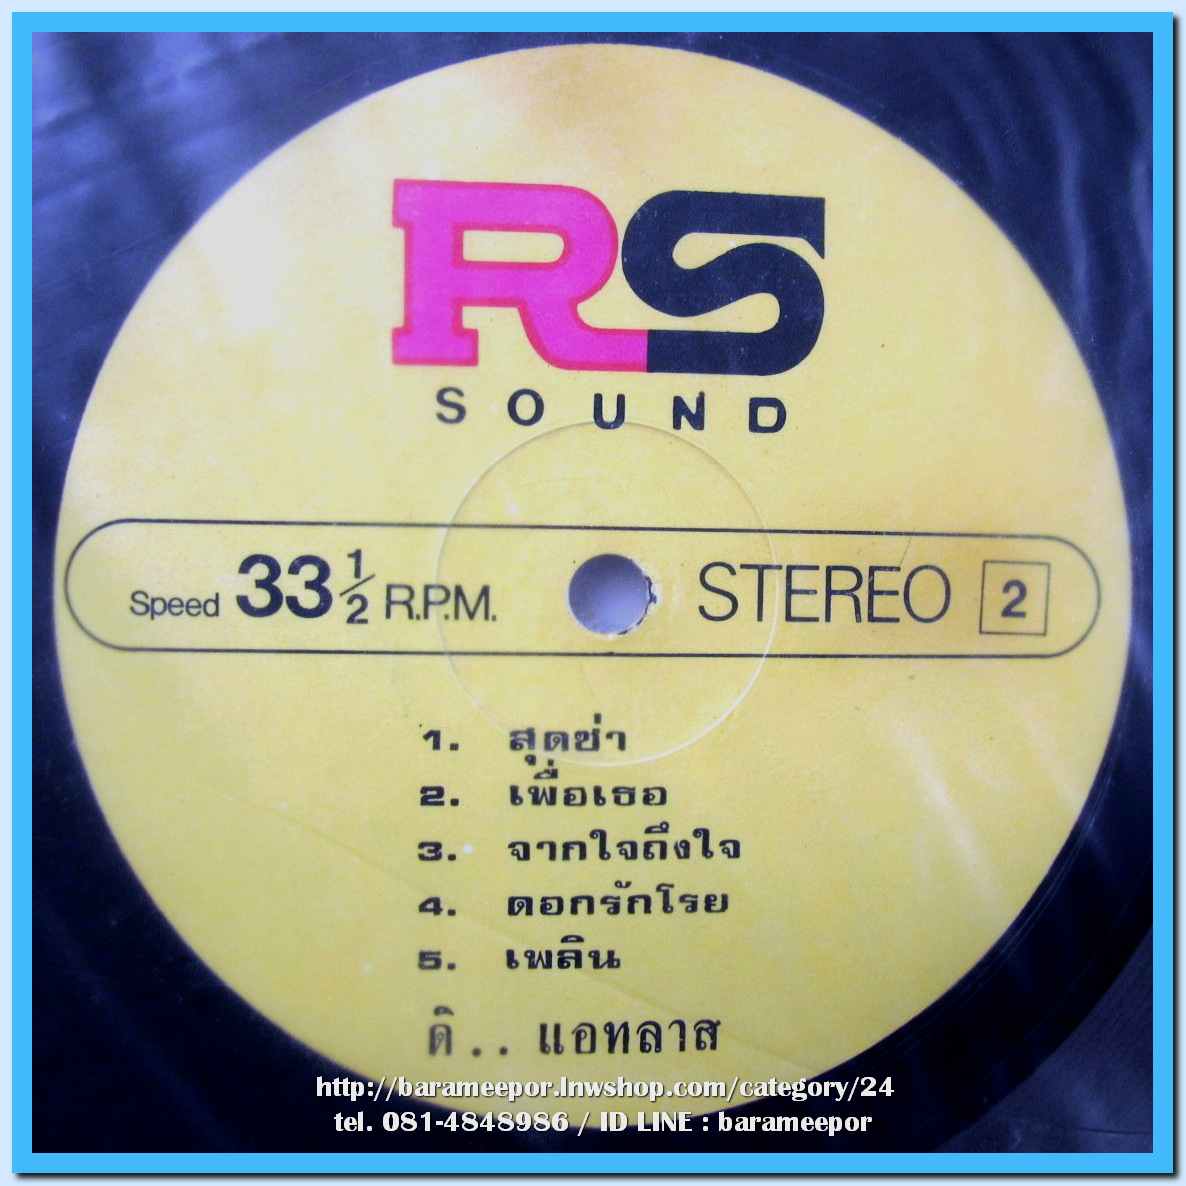 RS
SOUND
Speed 33 1/2 R.P.M. STEREO 2
1. สุดซ่า
2. เพื่อเธอ
3. จากใจถึงใจ
4. ดอกรักโรย
5. เพลิน
ดิ.. แอทลาส
http://barameepor.lnwshop.com/category/24
tel. 081-4848986 / ID LINE : barameepor